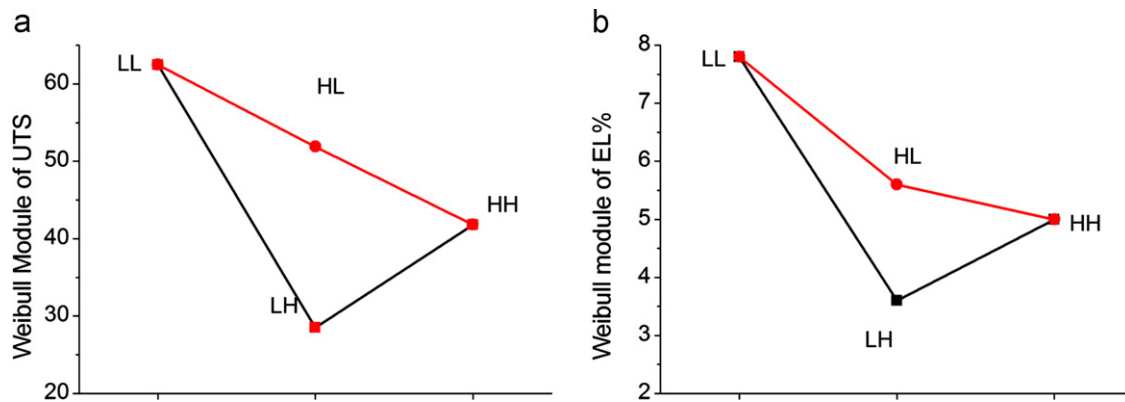 a
Weibull Module of UTS
60
50
40
30
20
LL
HL
HH
LH
b
Weibull module of EL%
8
7
6
5
4
3
2
LL
HL
HH
LH